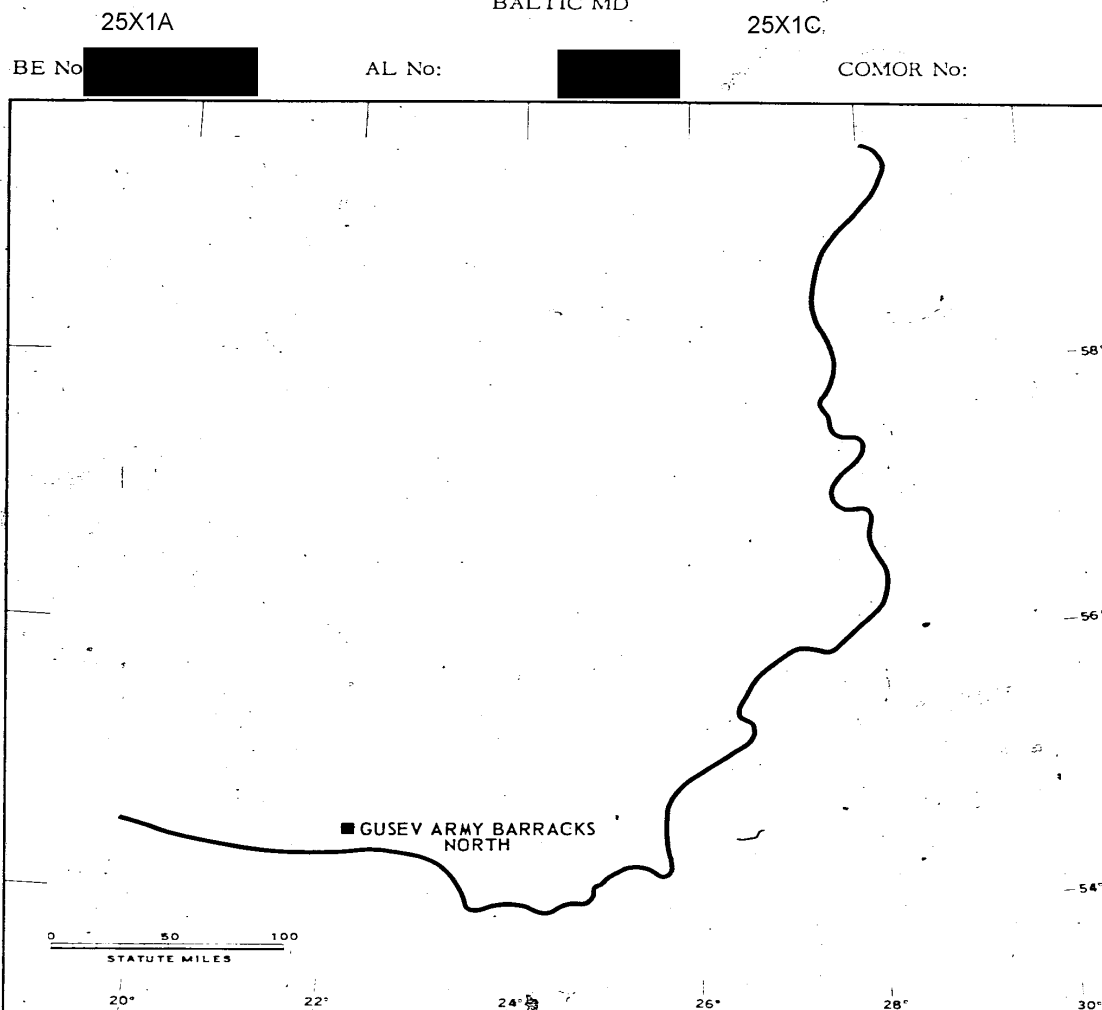 BALTIC MD
25X1A
25X1C
BE No
AL No:
COMOR No:
58°
56°
GUSEV ARMY BARRACKS
NORTH
54°
0 50 100
STATUTE MILES
20° 22° 24° 26° 28° 30°